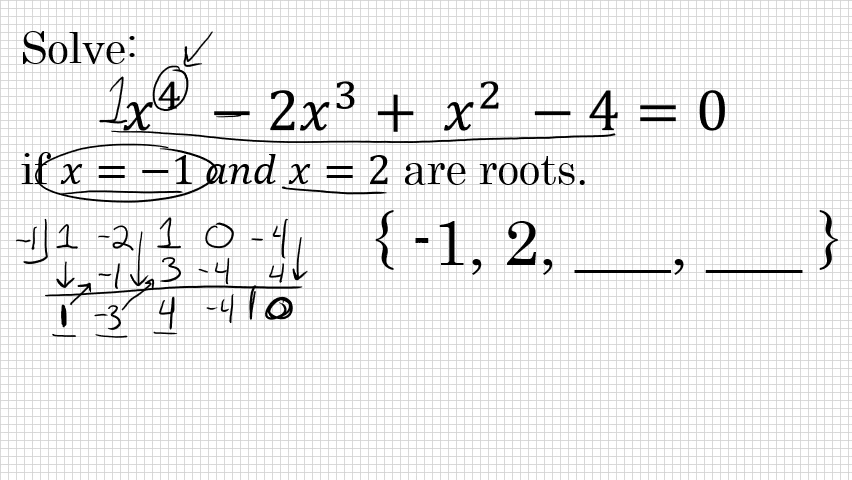 Solve:
1x⁴ − 2x³ + x² − 4 = 0
if x = −1 and x = 2 are roots.
{ -1, 2, ___, ___ }
-1| 1 -2 1 0 -4
-1 3 -4 4
1 -3 4 -4 | 0